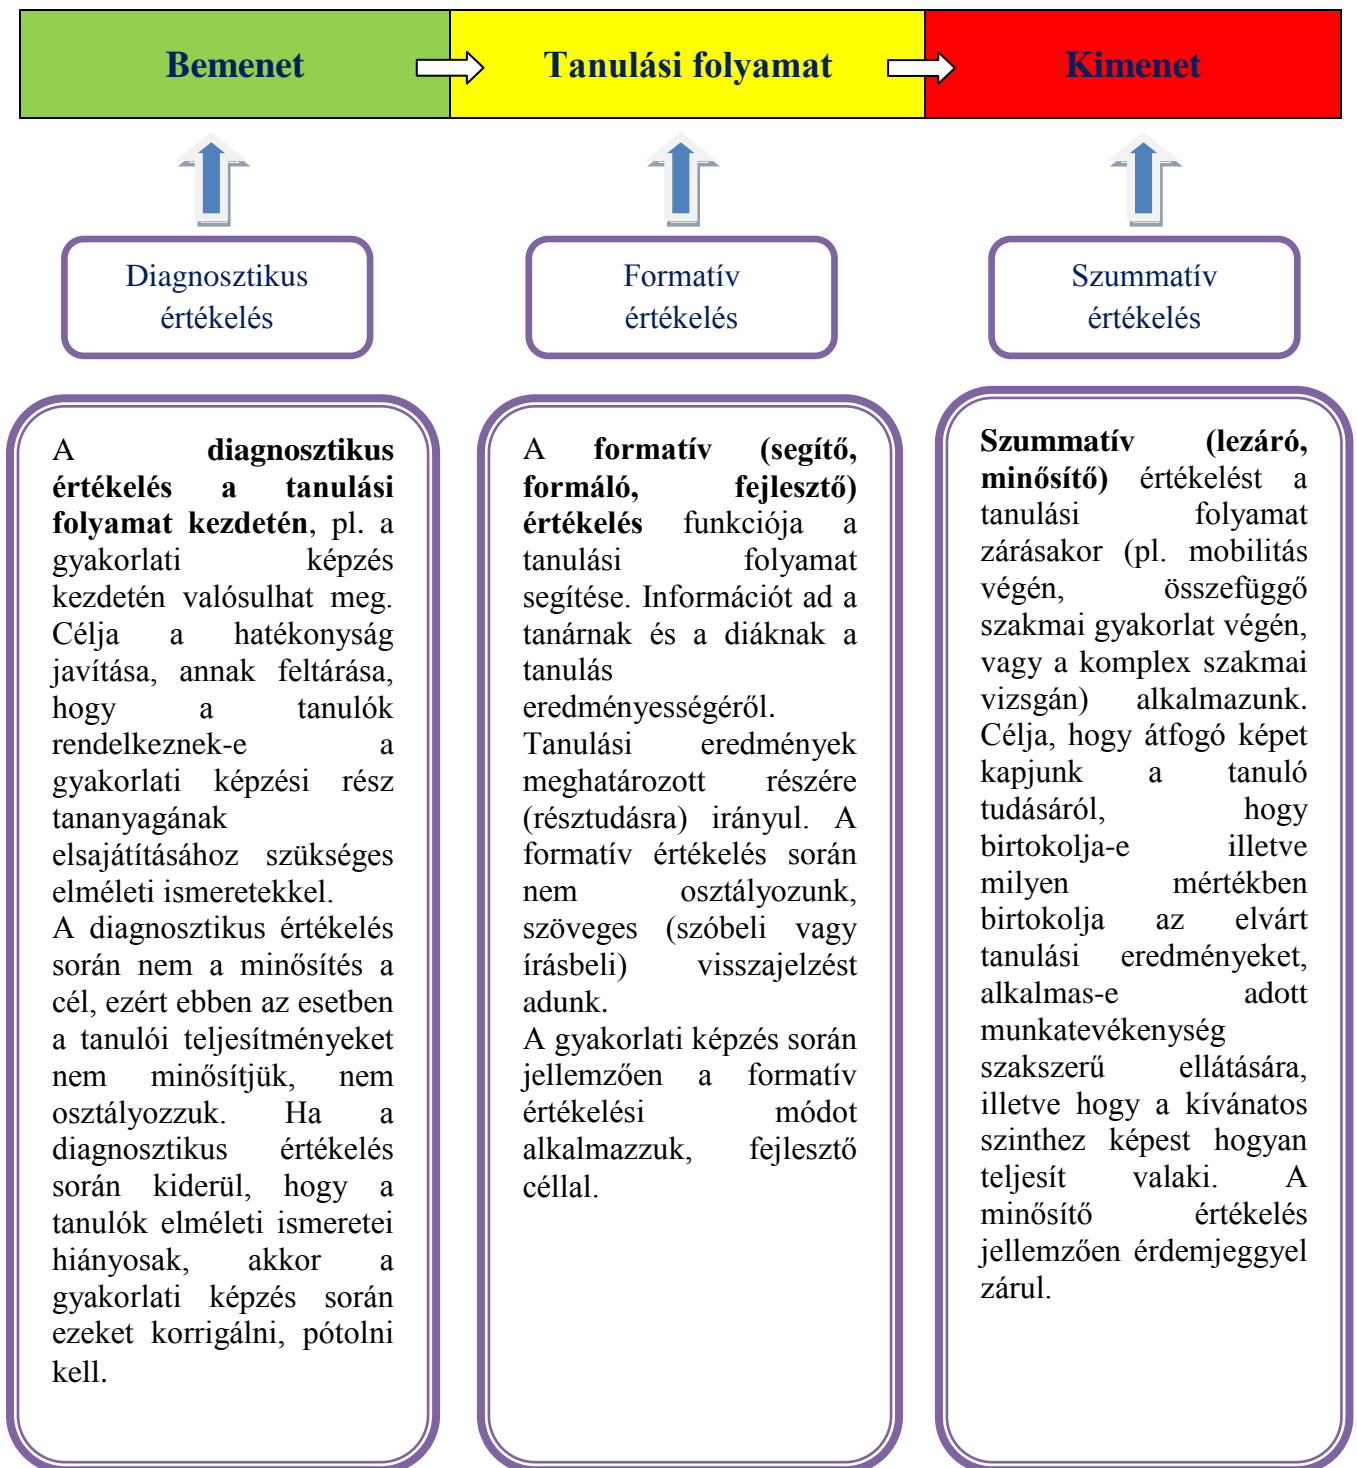 Bemenet
Tanulási folyamat
Kimenet
Diagnosztikus
értékelés
Formatív
értékelés
Szummatív
értékelés
A diagnosztikus
értékelés a tanulási
folyamat kezdetén, pl. a
gyakorlati képzés
kezdetén valósulhat meg.
Célja a hatékonyság
javítása, annak feltárása,
hogy a tanulók
rendelkeznek-e a
gyakorlati képzési rész
tananyagának
elsajátításához szükséges
elméleti ismeretekkel.
A diagnosztikus értékelés
során nem a minősítés a
cél, ezért ebben az esetben
a tanulói teljesítményeket
nem minősítjük, nem
osztályozzuk. Ha a
diagnosztikus értékelés
során kiderül, hogy a
tanulók elméleti ismeretei
hiányosak, akkor a
gyakorlati képzés során
ezeket korrigálni, pótolni
kell.
A formatív (segítő,
formáló, fejlesztő)
értékelés funkciója a
tanulási folyamat
segítése. Információt ad a
tanárnak és a diáknak a
tanulás
eredményességéről.
Tanulási eredmények
meghatározott részére
(résztudásra) irányul. A
formatív értékelés során
nem osztályozunk,
szöveges (szóbeli vagy
írásbeli) visszajelzést
adunk.
A gyakorlati képzés során
jellemzően a formatív
értékelési módot
alkalmazzuk, fejlesztő
céllal.
Szummatív (lezáró,
minősítő) értékelést a
tanulási folyamat
zárásakor (pl. mobilitás
végén, összefüggő
szakmai gyakorlat végén,
vagy a komplex szakmai
vizsgán) alkalmazunk.
Célja, hogy átfogó képet
kapjunk a tanuló
tudásáról, hogy
birtokolja-e illetve
milyen mértékben
birtokolja az elvárt
tanulási eredményeket,
alkalmas-e adott
munkatevékenység
szakszerű ellátására,
illetve hogy a kívánatos
szinthez képest hogyan
teljesít valaki. A
minősítő értékelés
jellemzően érdemjeggyel
zárul.